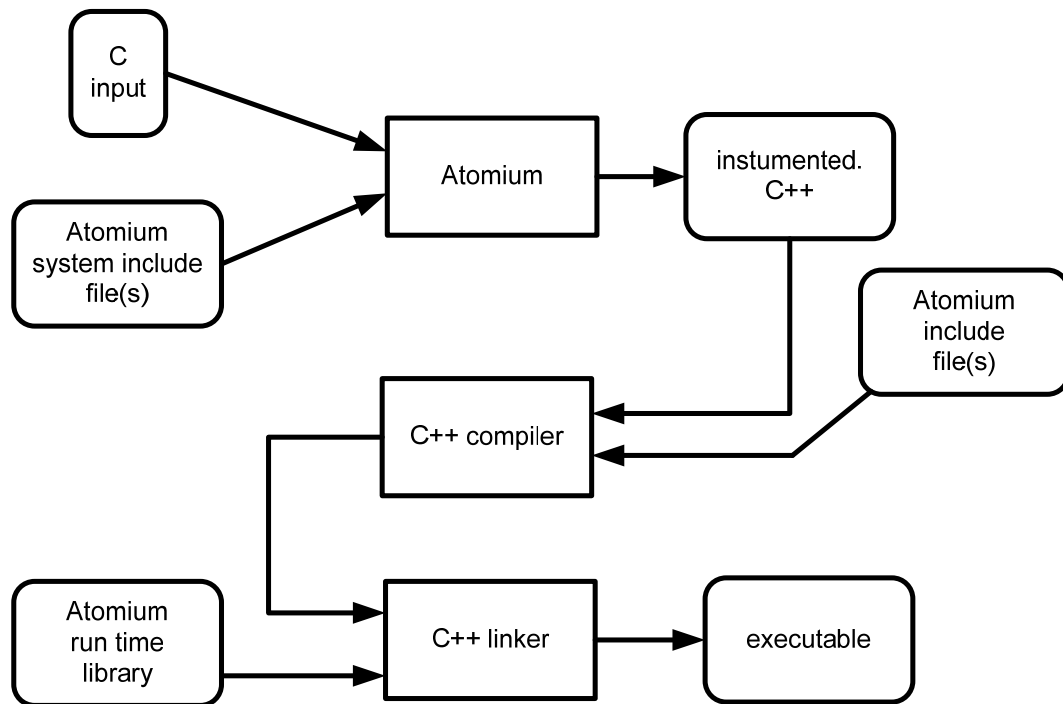 C
input
Atomium
system include
file(s)
Atomium
instumented.
C++
Atomium
include
file(s)
C++ compiler
Atomium
run time
library
C++ linker
executable